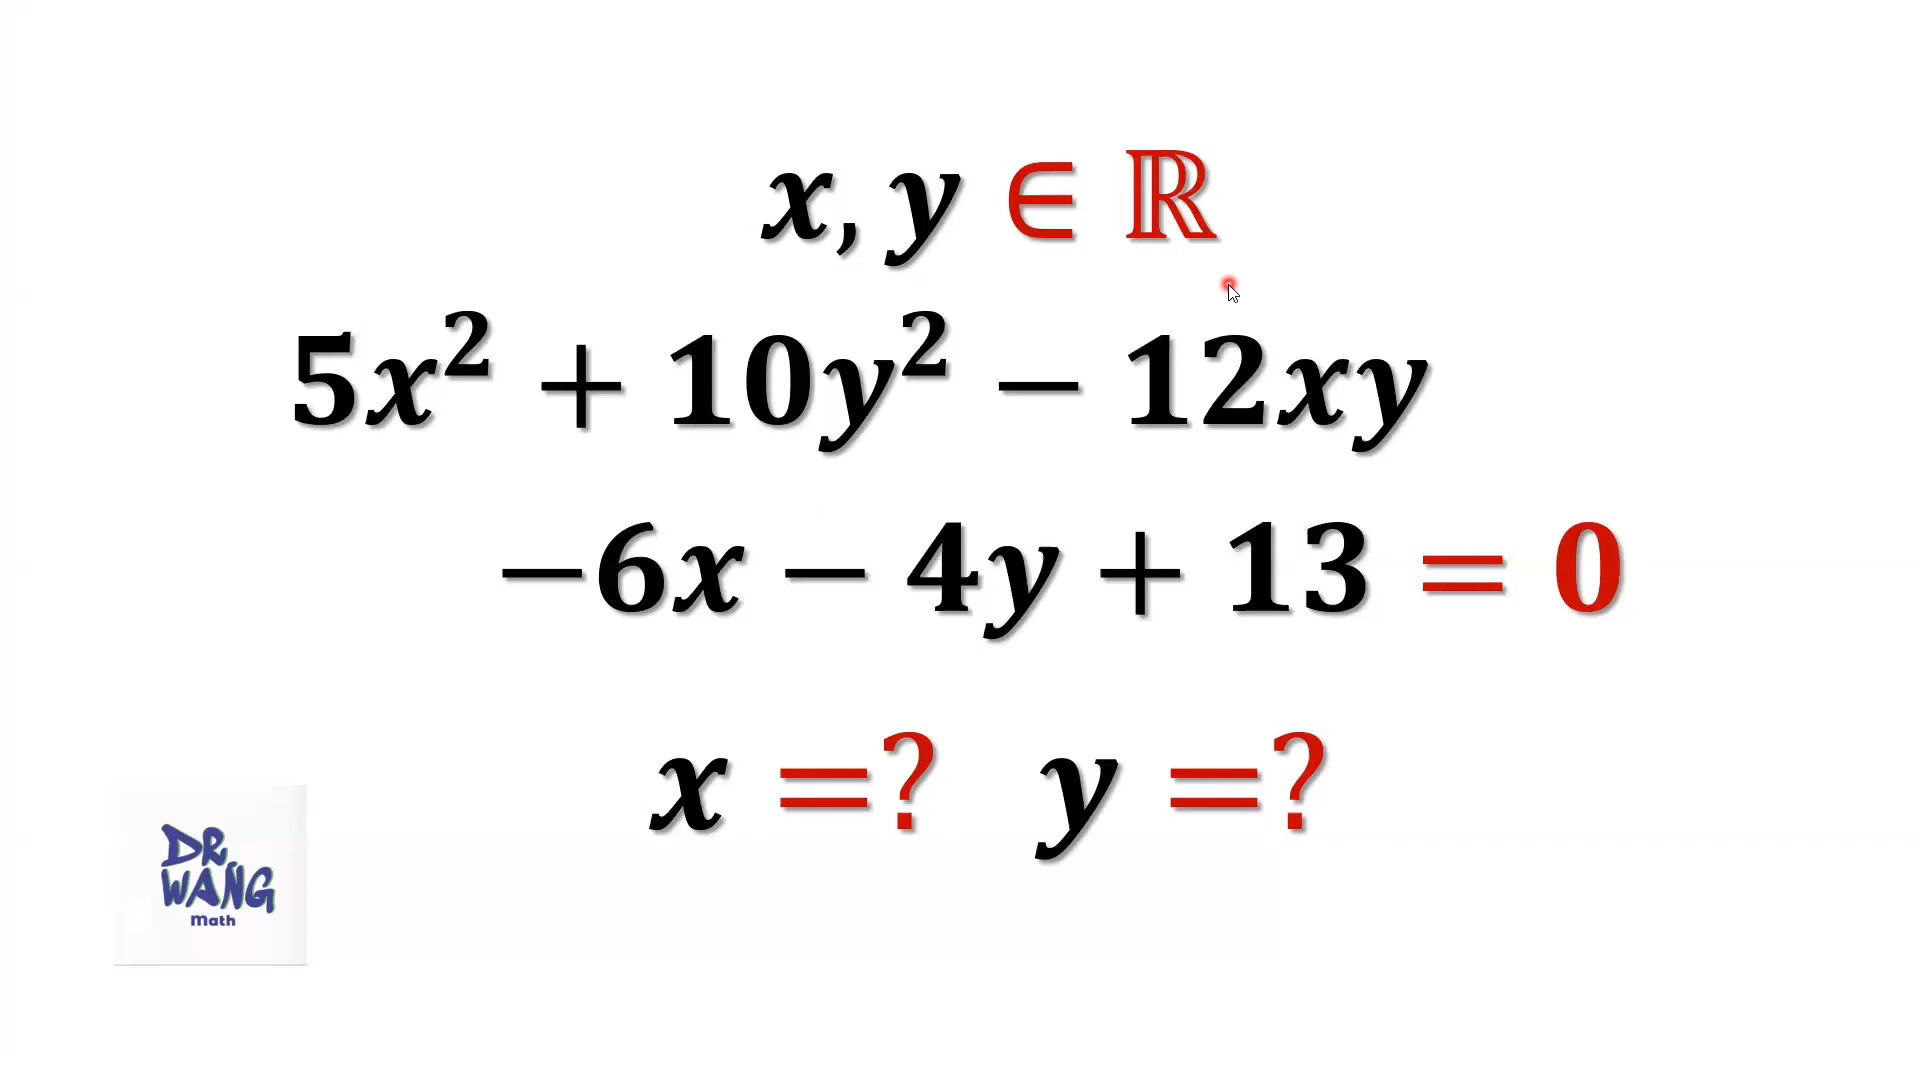 x, y ∈ ℝ
5x² + 10y² − 12xy
−6x − 4y + 13 = 0
x =? y =?
DR
WANG
Math